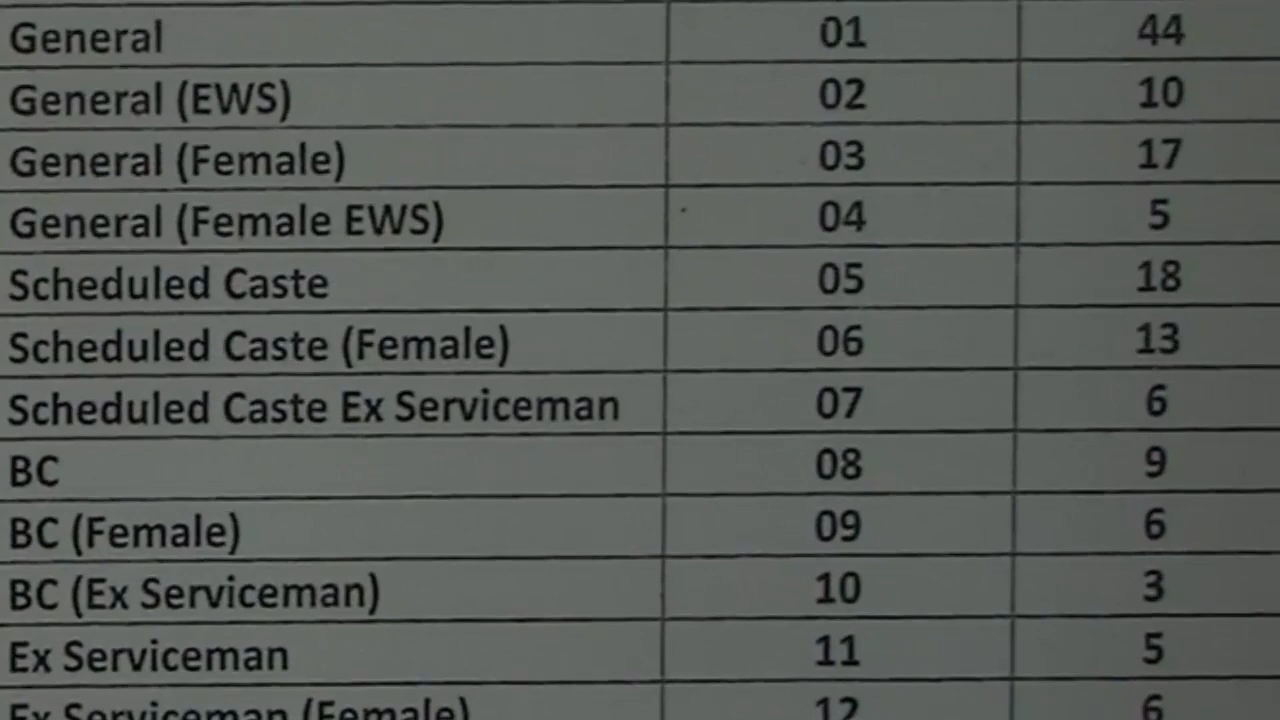 General 01 44
General (EWS) 02 10
General (Female) 03 17
General (Female EWS) 04 5
Scheduled Caste 05 18
Scheduled Caste (Female) 06 13
Scheduled Caste Ex Serviceman 07 6
BC 08 9
BC (Female) 09 6
BC (Ex Serviceman) 10 3
Ex Serviceman 11 5
Ex Serviceman (Female) 12 6